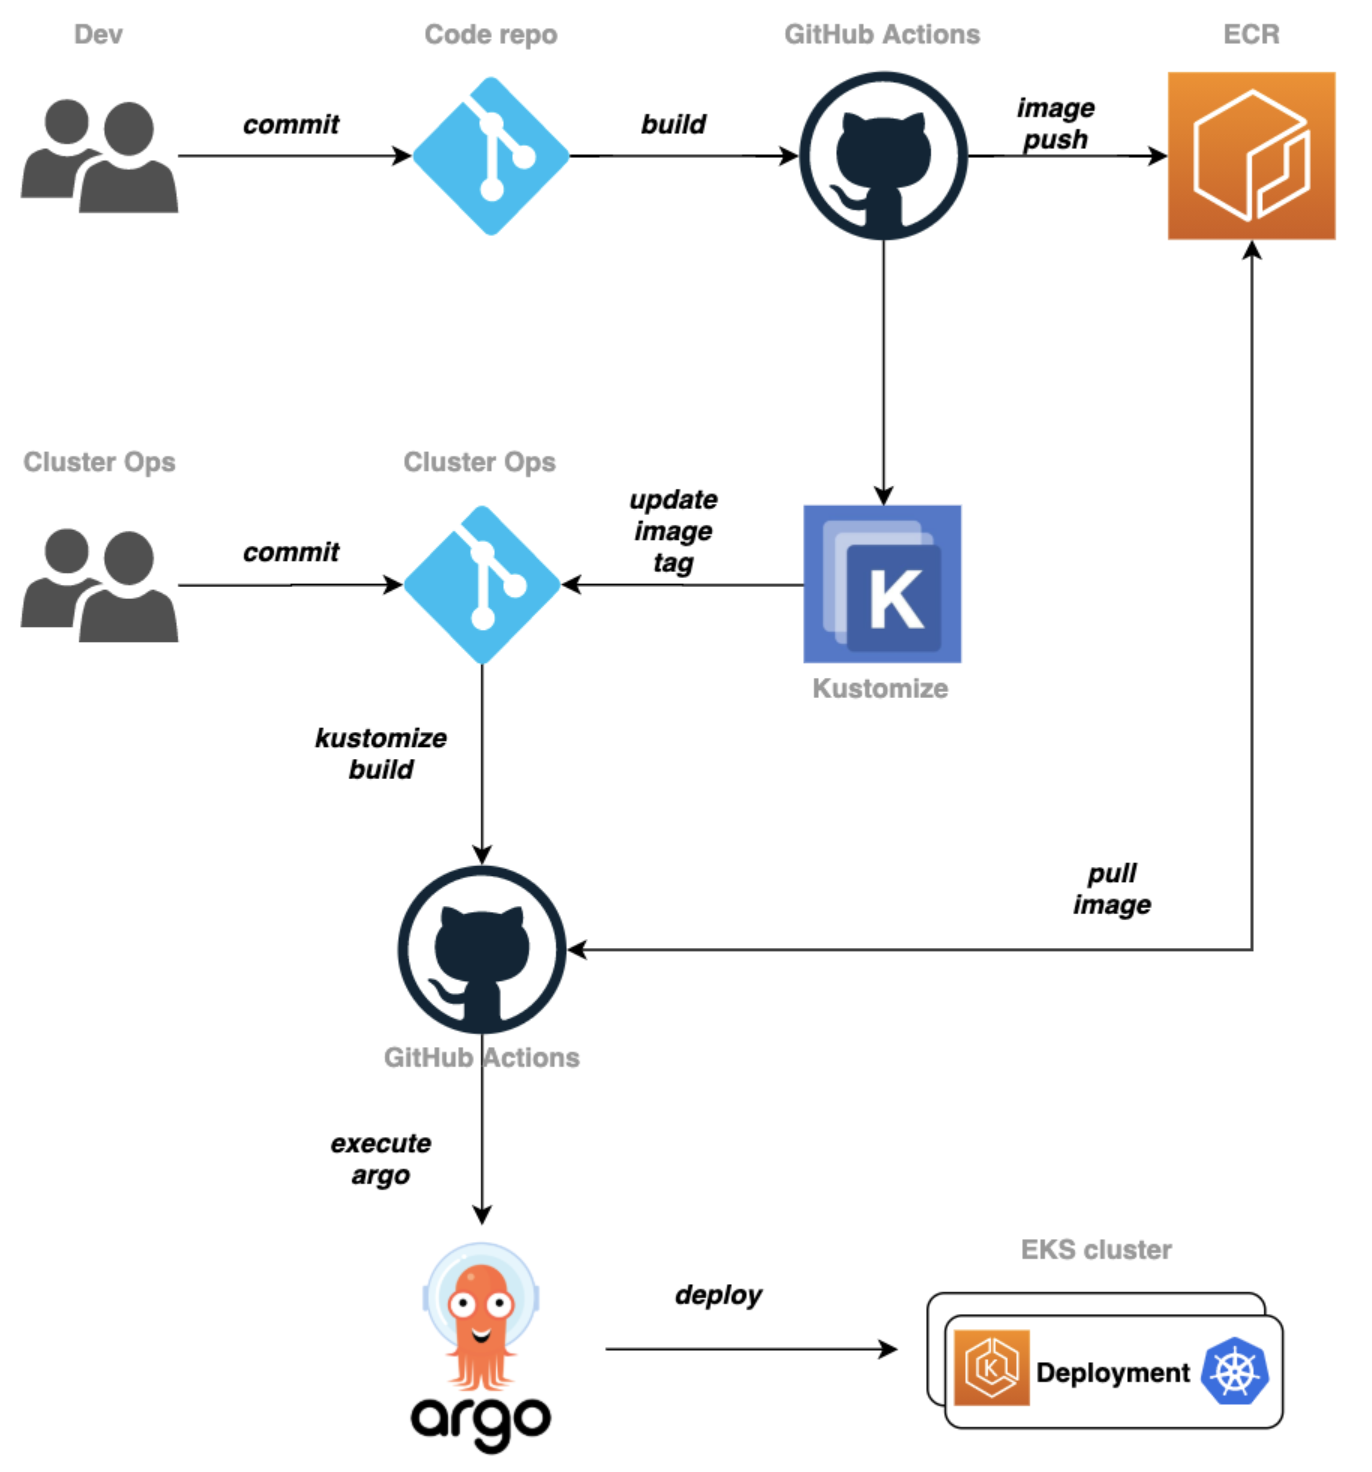 Dev
Code repo
GitHub Actions
ECR
commit
build
image
push
Cluster Ops
Cluster Ops
commit
update
image
tag
K
Kustomize
kustomize
build
pull
image
GitHub Actions
execute
argo
argo
deploy
EKS cluster
K
Deployment